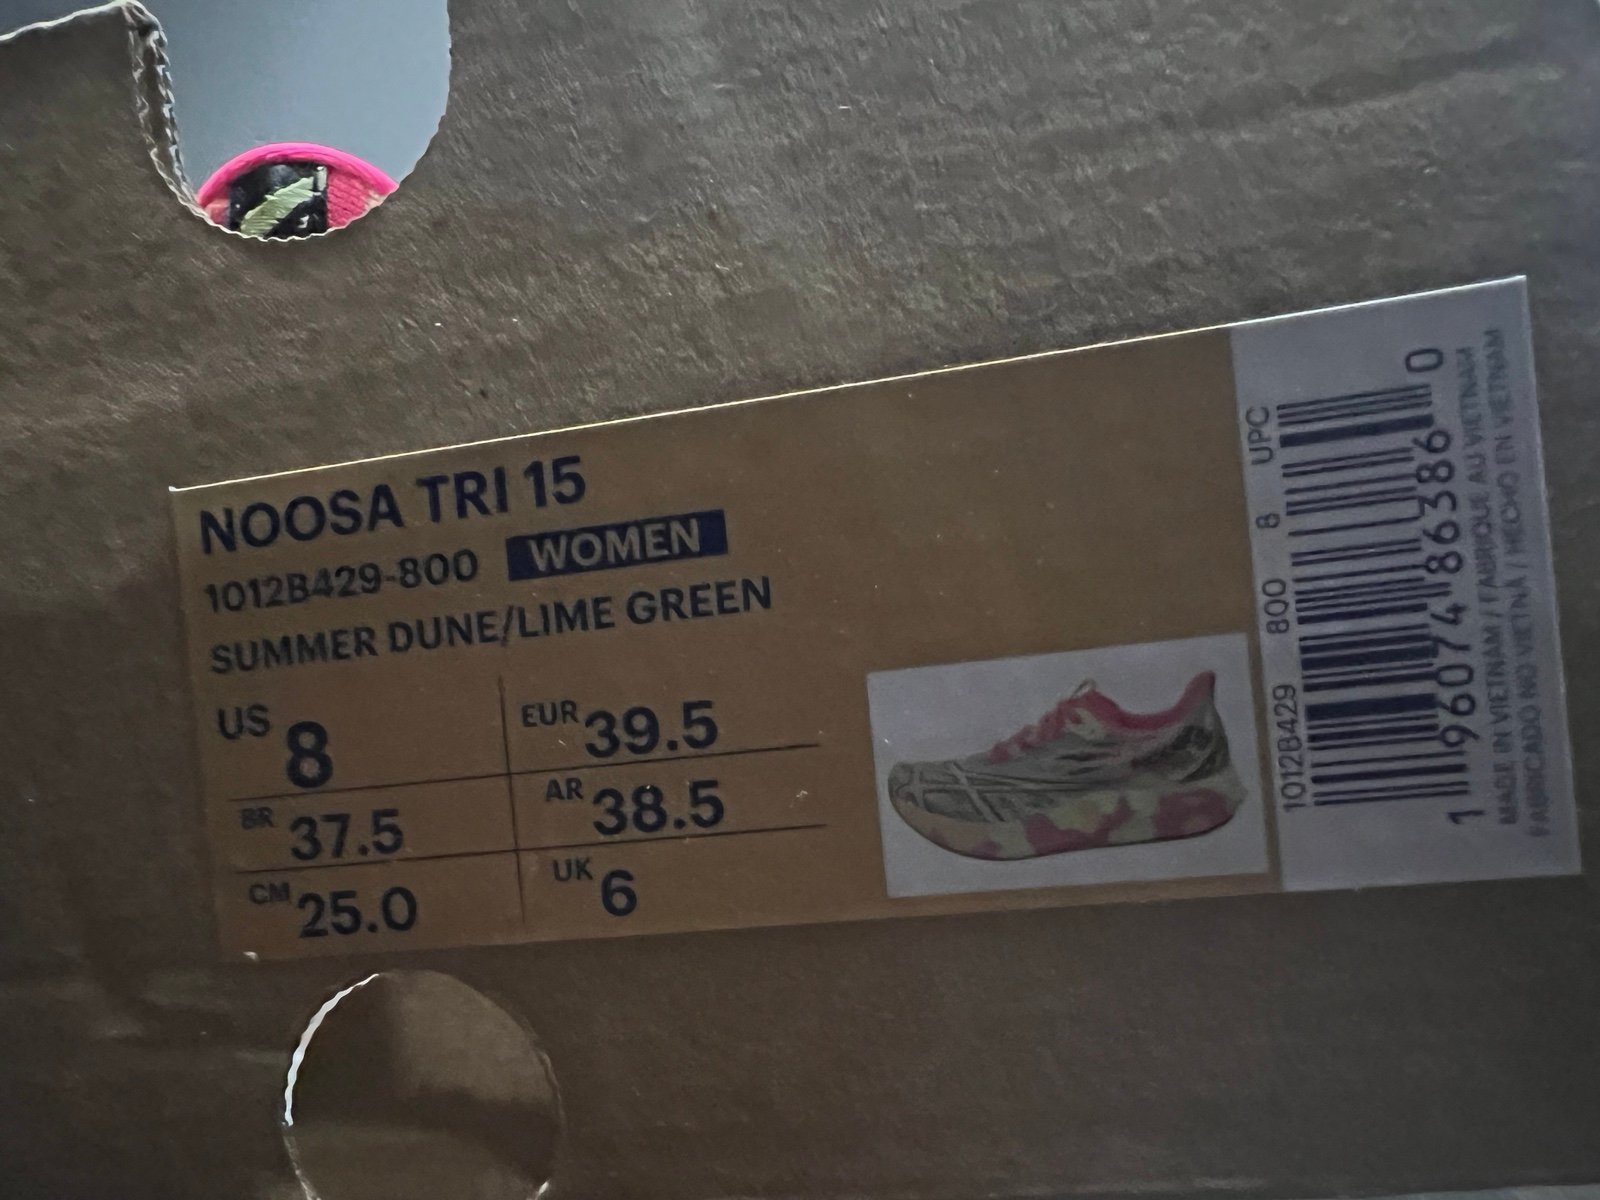 NOOSA TRI 15
1012B429-800 WOMEN
SUMMER DUNE/LIME GREEN
US 8 EUR 39.5
BR 37.5 AR 38.5
CM 25.0 UK 6
1012B429 800 8 UPC
1 96074 86386 0
MADE IN VIETNAM / FABRIQUE AU VIETNAM
FABRICADO NO VIETNÃ / HECHO EN VIETNAM